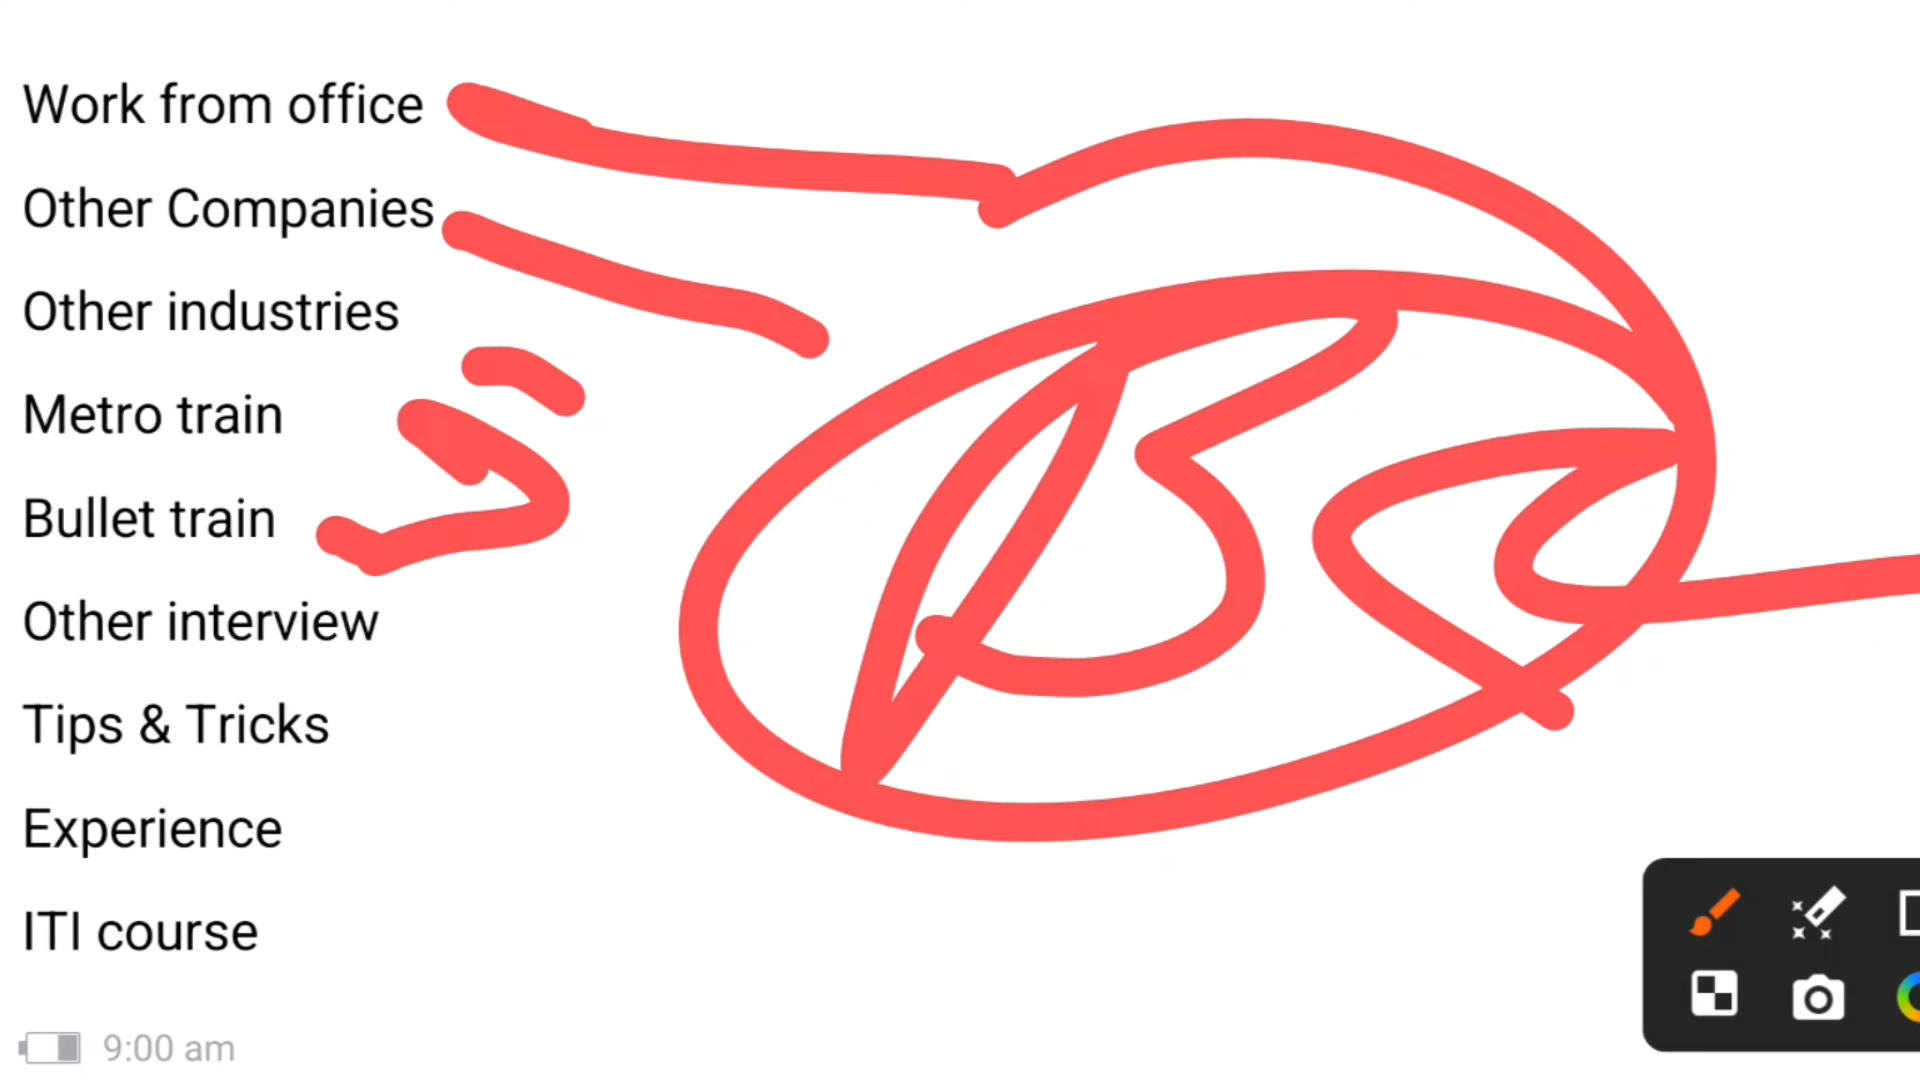 Work from office
Other Companies
Other industries
Metro train
Bullet train
Other interview
Tips & Tricks
Experience
ITI course
9:00 am